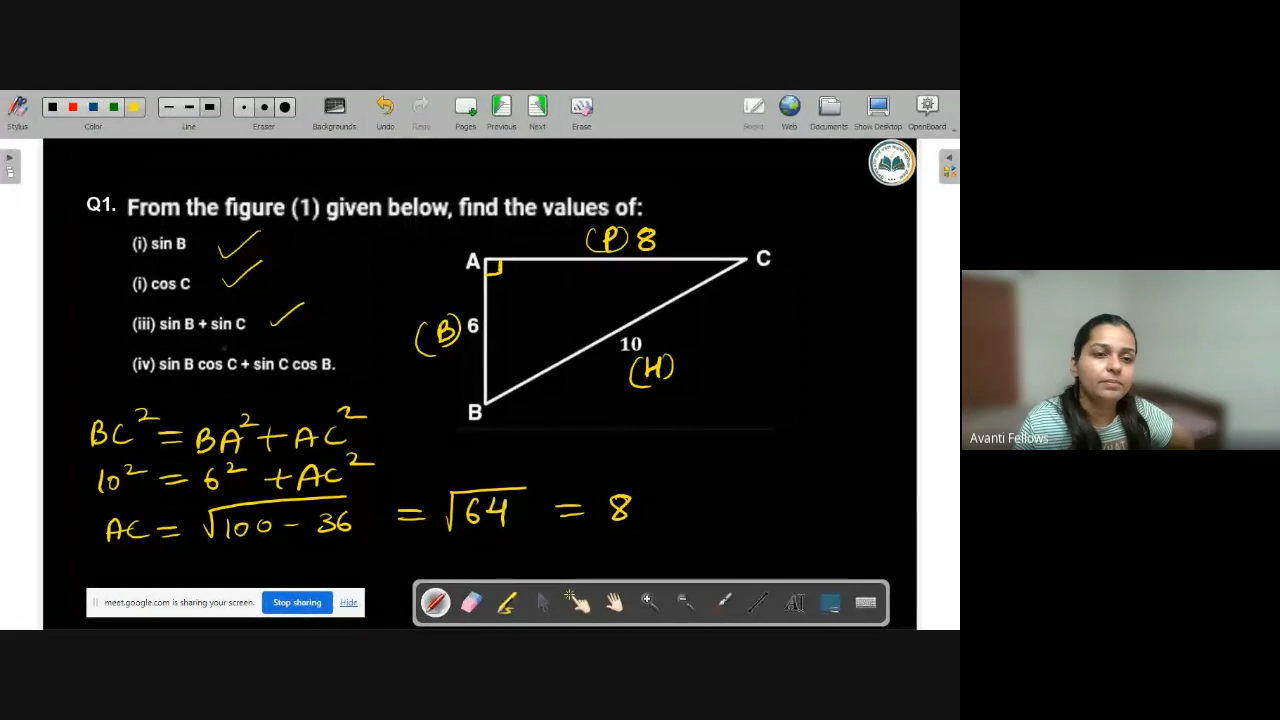 Stylus Color Line Eraser Backgrounds Undo Redo Pages Previous Next Erase Board Web Documents Show Desktop OpenBoard
Q1. From the figure (1) given below, find the values of:
(i) sin B
(i) cos C
(iii) sin B + sin C
(iv) sin B cos C + sin C cos B.
(P) 8
A
C
(B) 6
10
(H)
B
BC² = BA² + AC²
10² = 6² + AC²
AC = √100 - 36 = √64 = 8
Avanti Fellows
meet.google.com is sharing your screen. Stop sharing Hide